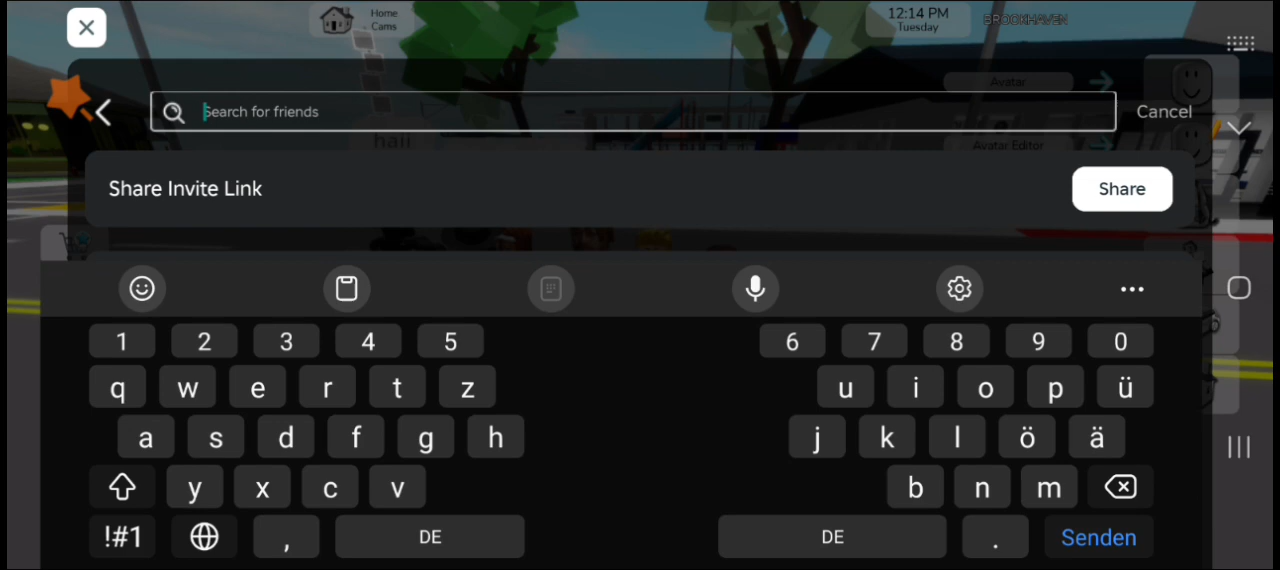 Home
Cams
12:14 PM
Tuesday
BROOKHAVEN
Avatar
Search for friends
Cancel
haii
Avatar Editor
Share Invite Link
Share
1 2 3 4 5 6 7 8 9 0
q w e r t z u i o p ü
a s d f g h j k l ö ä
y x c v b n m
!#1 , DE DE . Senden